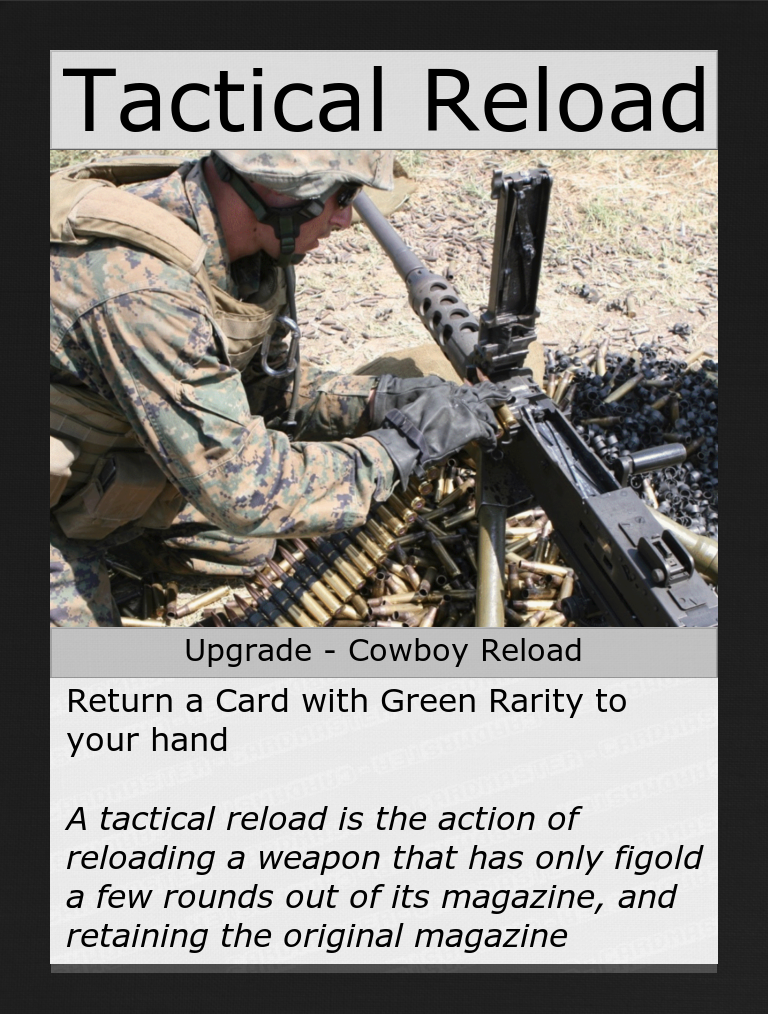 Tactical Reload
Upgrade - Cowboy Reload
Return a Card with Green Rarity to
your hand
A tactical reload is the action of
reloading a weapon that has only figold
a few rounds out of its magazine, and
retaining the original magazine